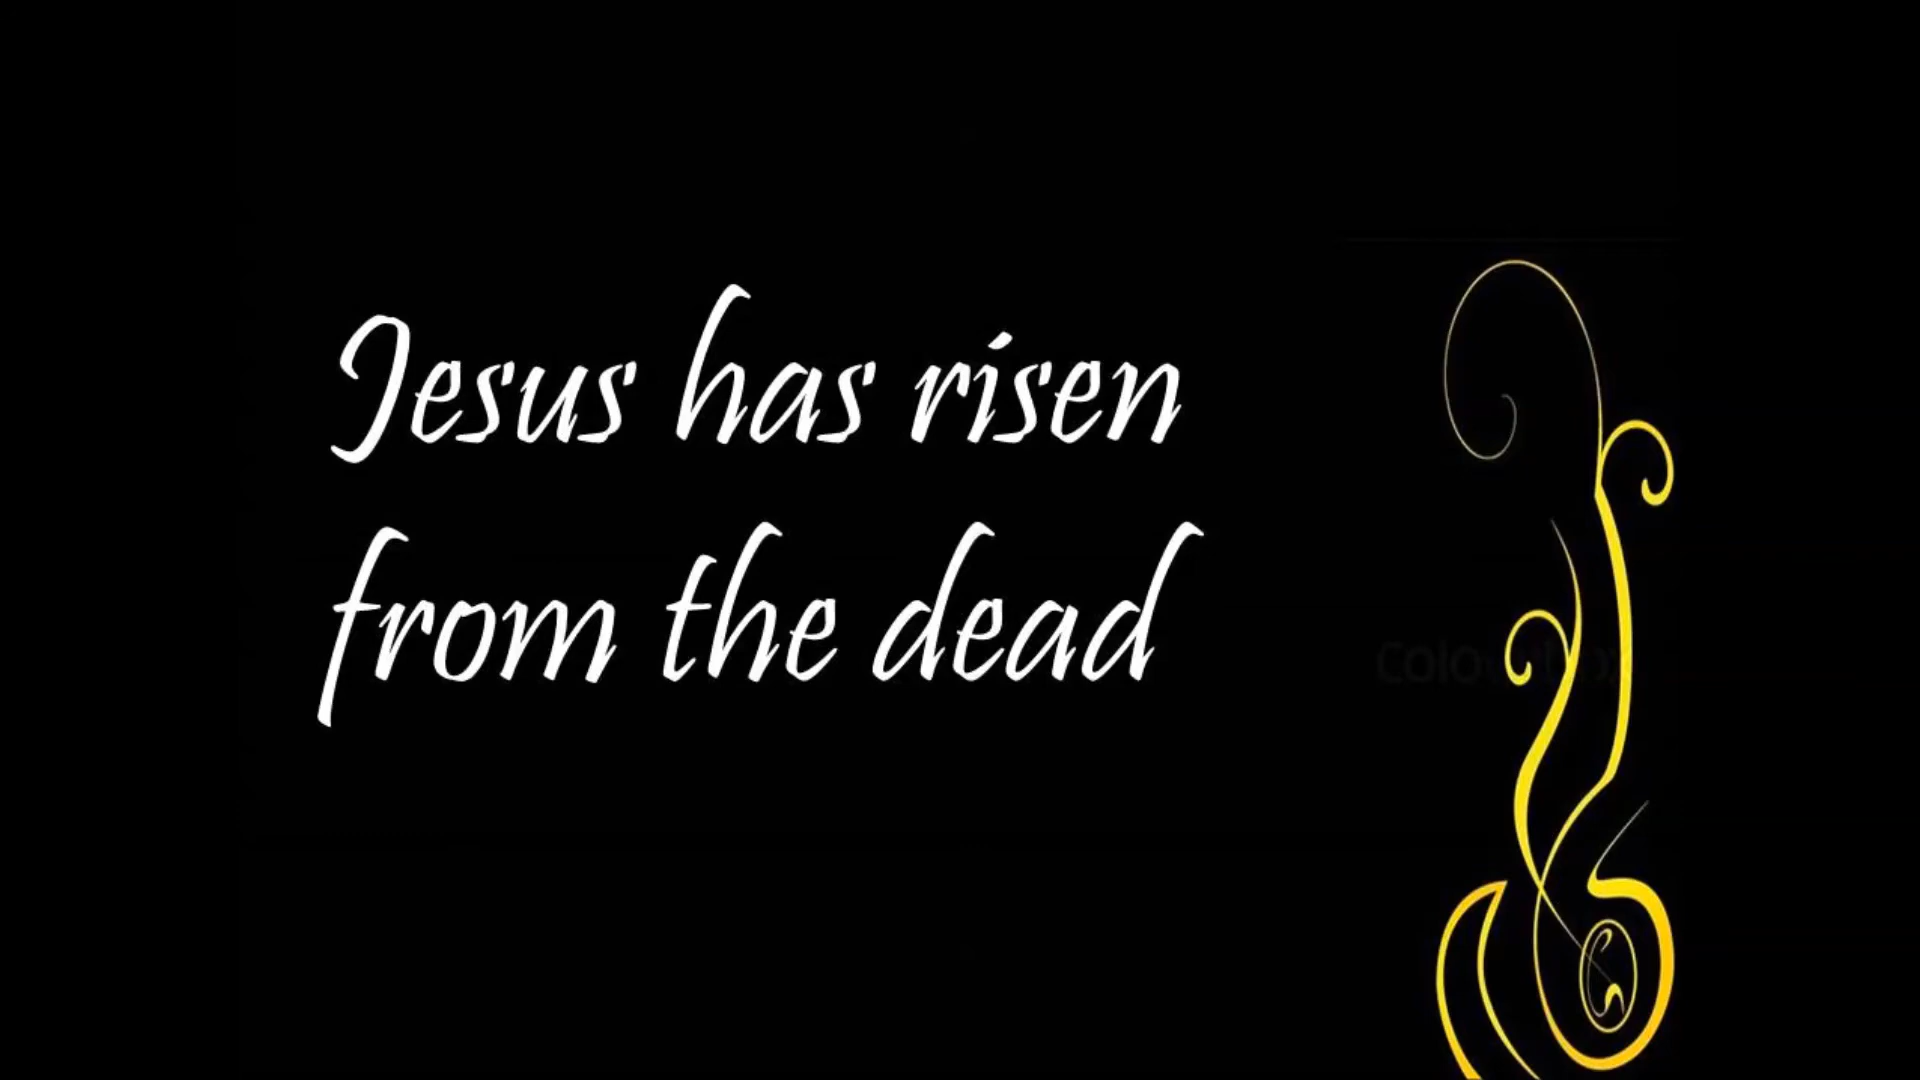 Jesus has risen
from the dead